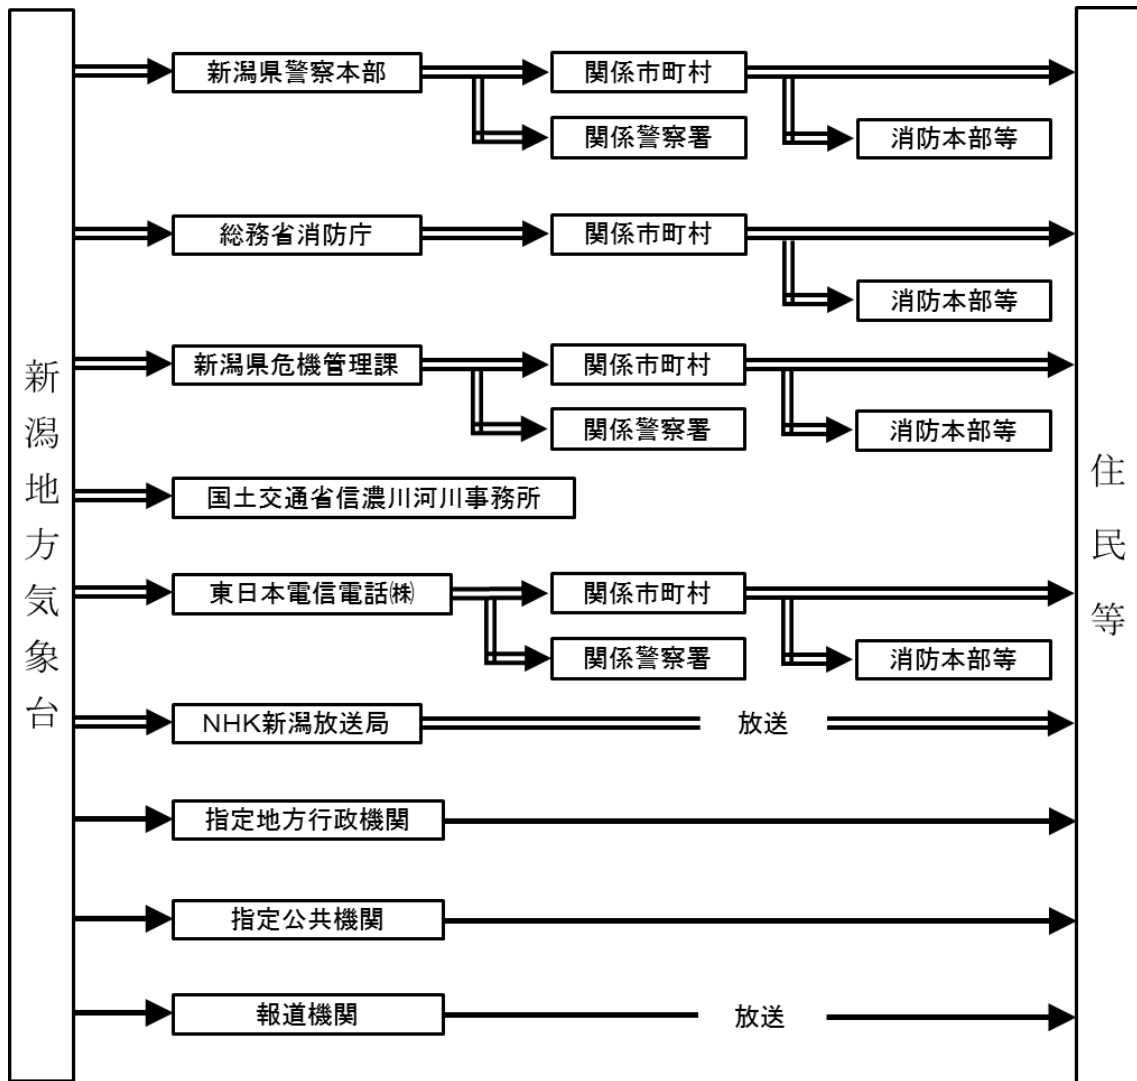 新潟地方気象台
新潟県警察本部
関係市町村
関係警察署
消防本部等
総務省消防庁
関係市町村
消防本部等
新潟県危機管理課
関係市町村
関係警察署
消防本部等
国土交通省信濃川河川事務所
東日本電信電話㈱
関係市町村
関係警察署
消防本部等
NHK新潟放送局
放送
指定地方行政機関
指定公共機関
報道機関
放送
住民等